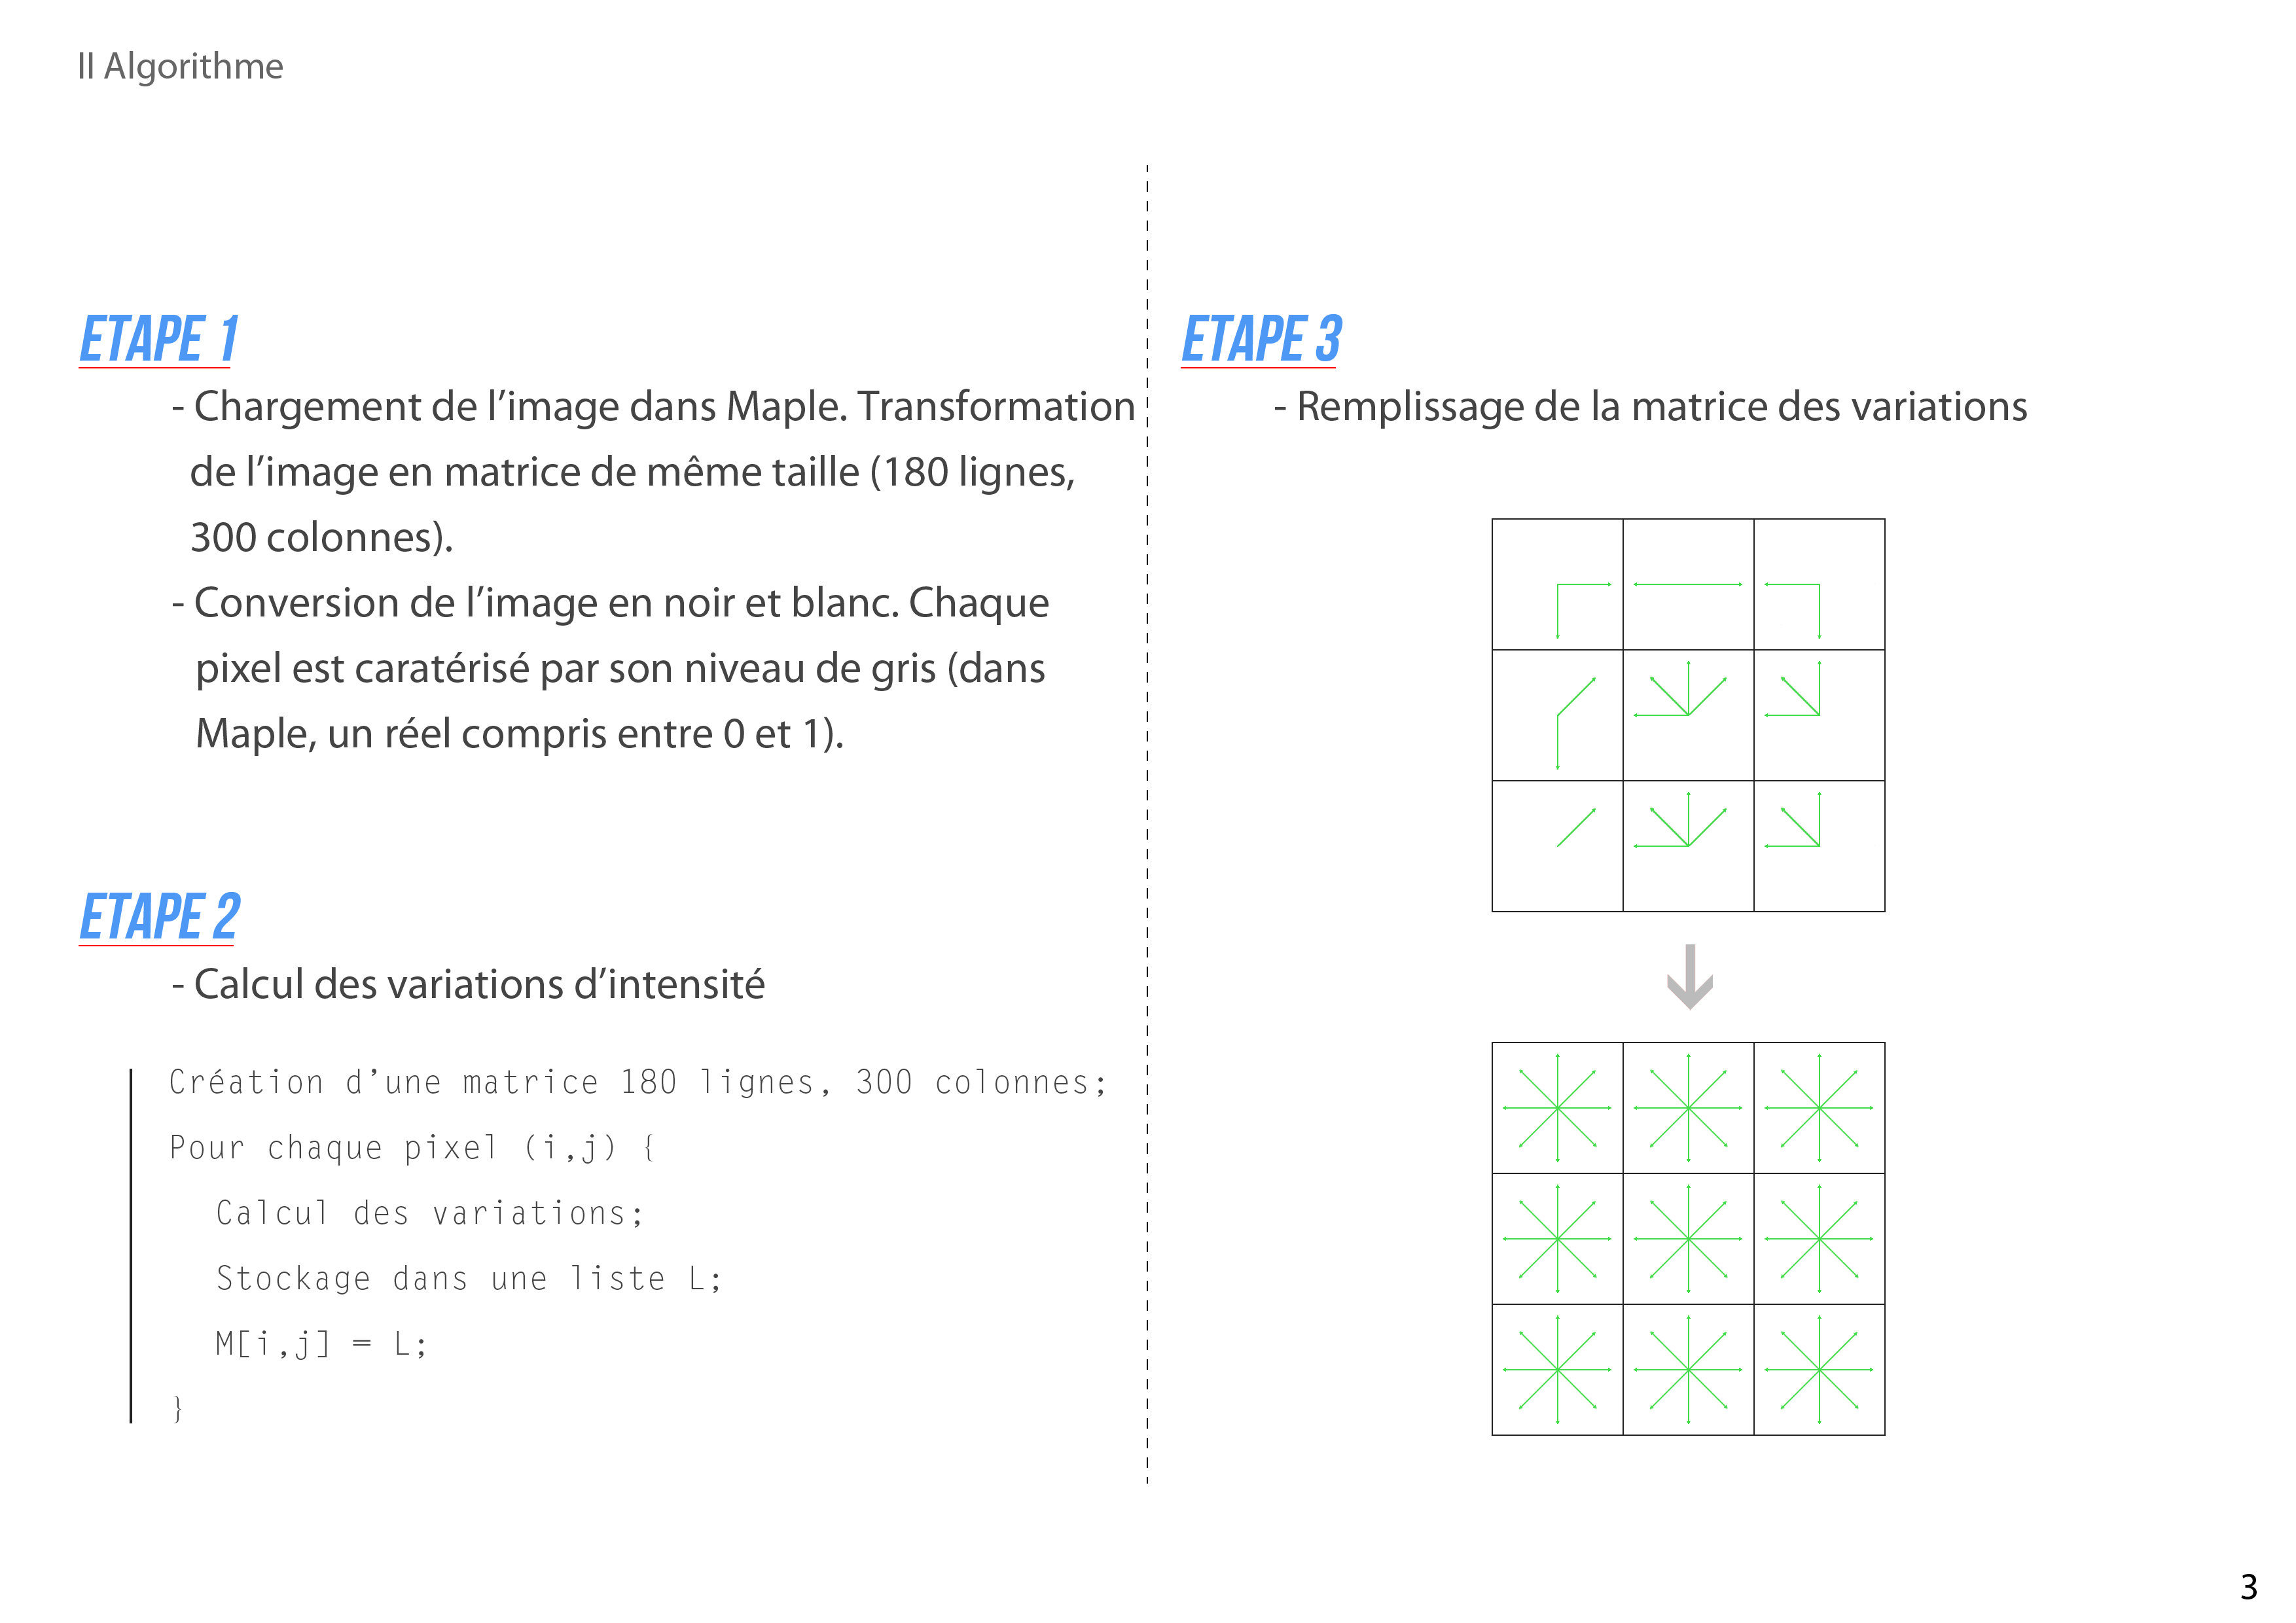 II Algorithme
ETAPE 1
- Chargement de l’image dans Maple. Transformation
de l’image en matrice de même taille (180 lignes,
300 colonnes).
- Conversion de l’image en noir et blanc. Chaque
pixel est caratérisé par son niveau de gris (dans
Maple, un réel compris entre 0 et 1).
ETAPE 2
- Calcul des variations d’intensité
Création d’une matrice 180 lignes, 300 colonnes;
Pour chaque pixel (i,j) {
Calcul des variations;
Stockage dans une liste L;
M[i,j] = L;
}
ETAPE 3
- Remplissage de la matrice des variations
3